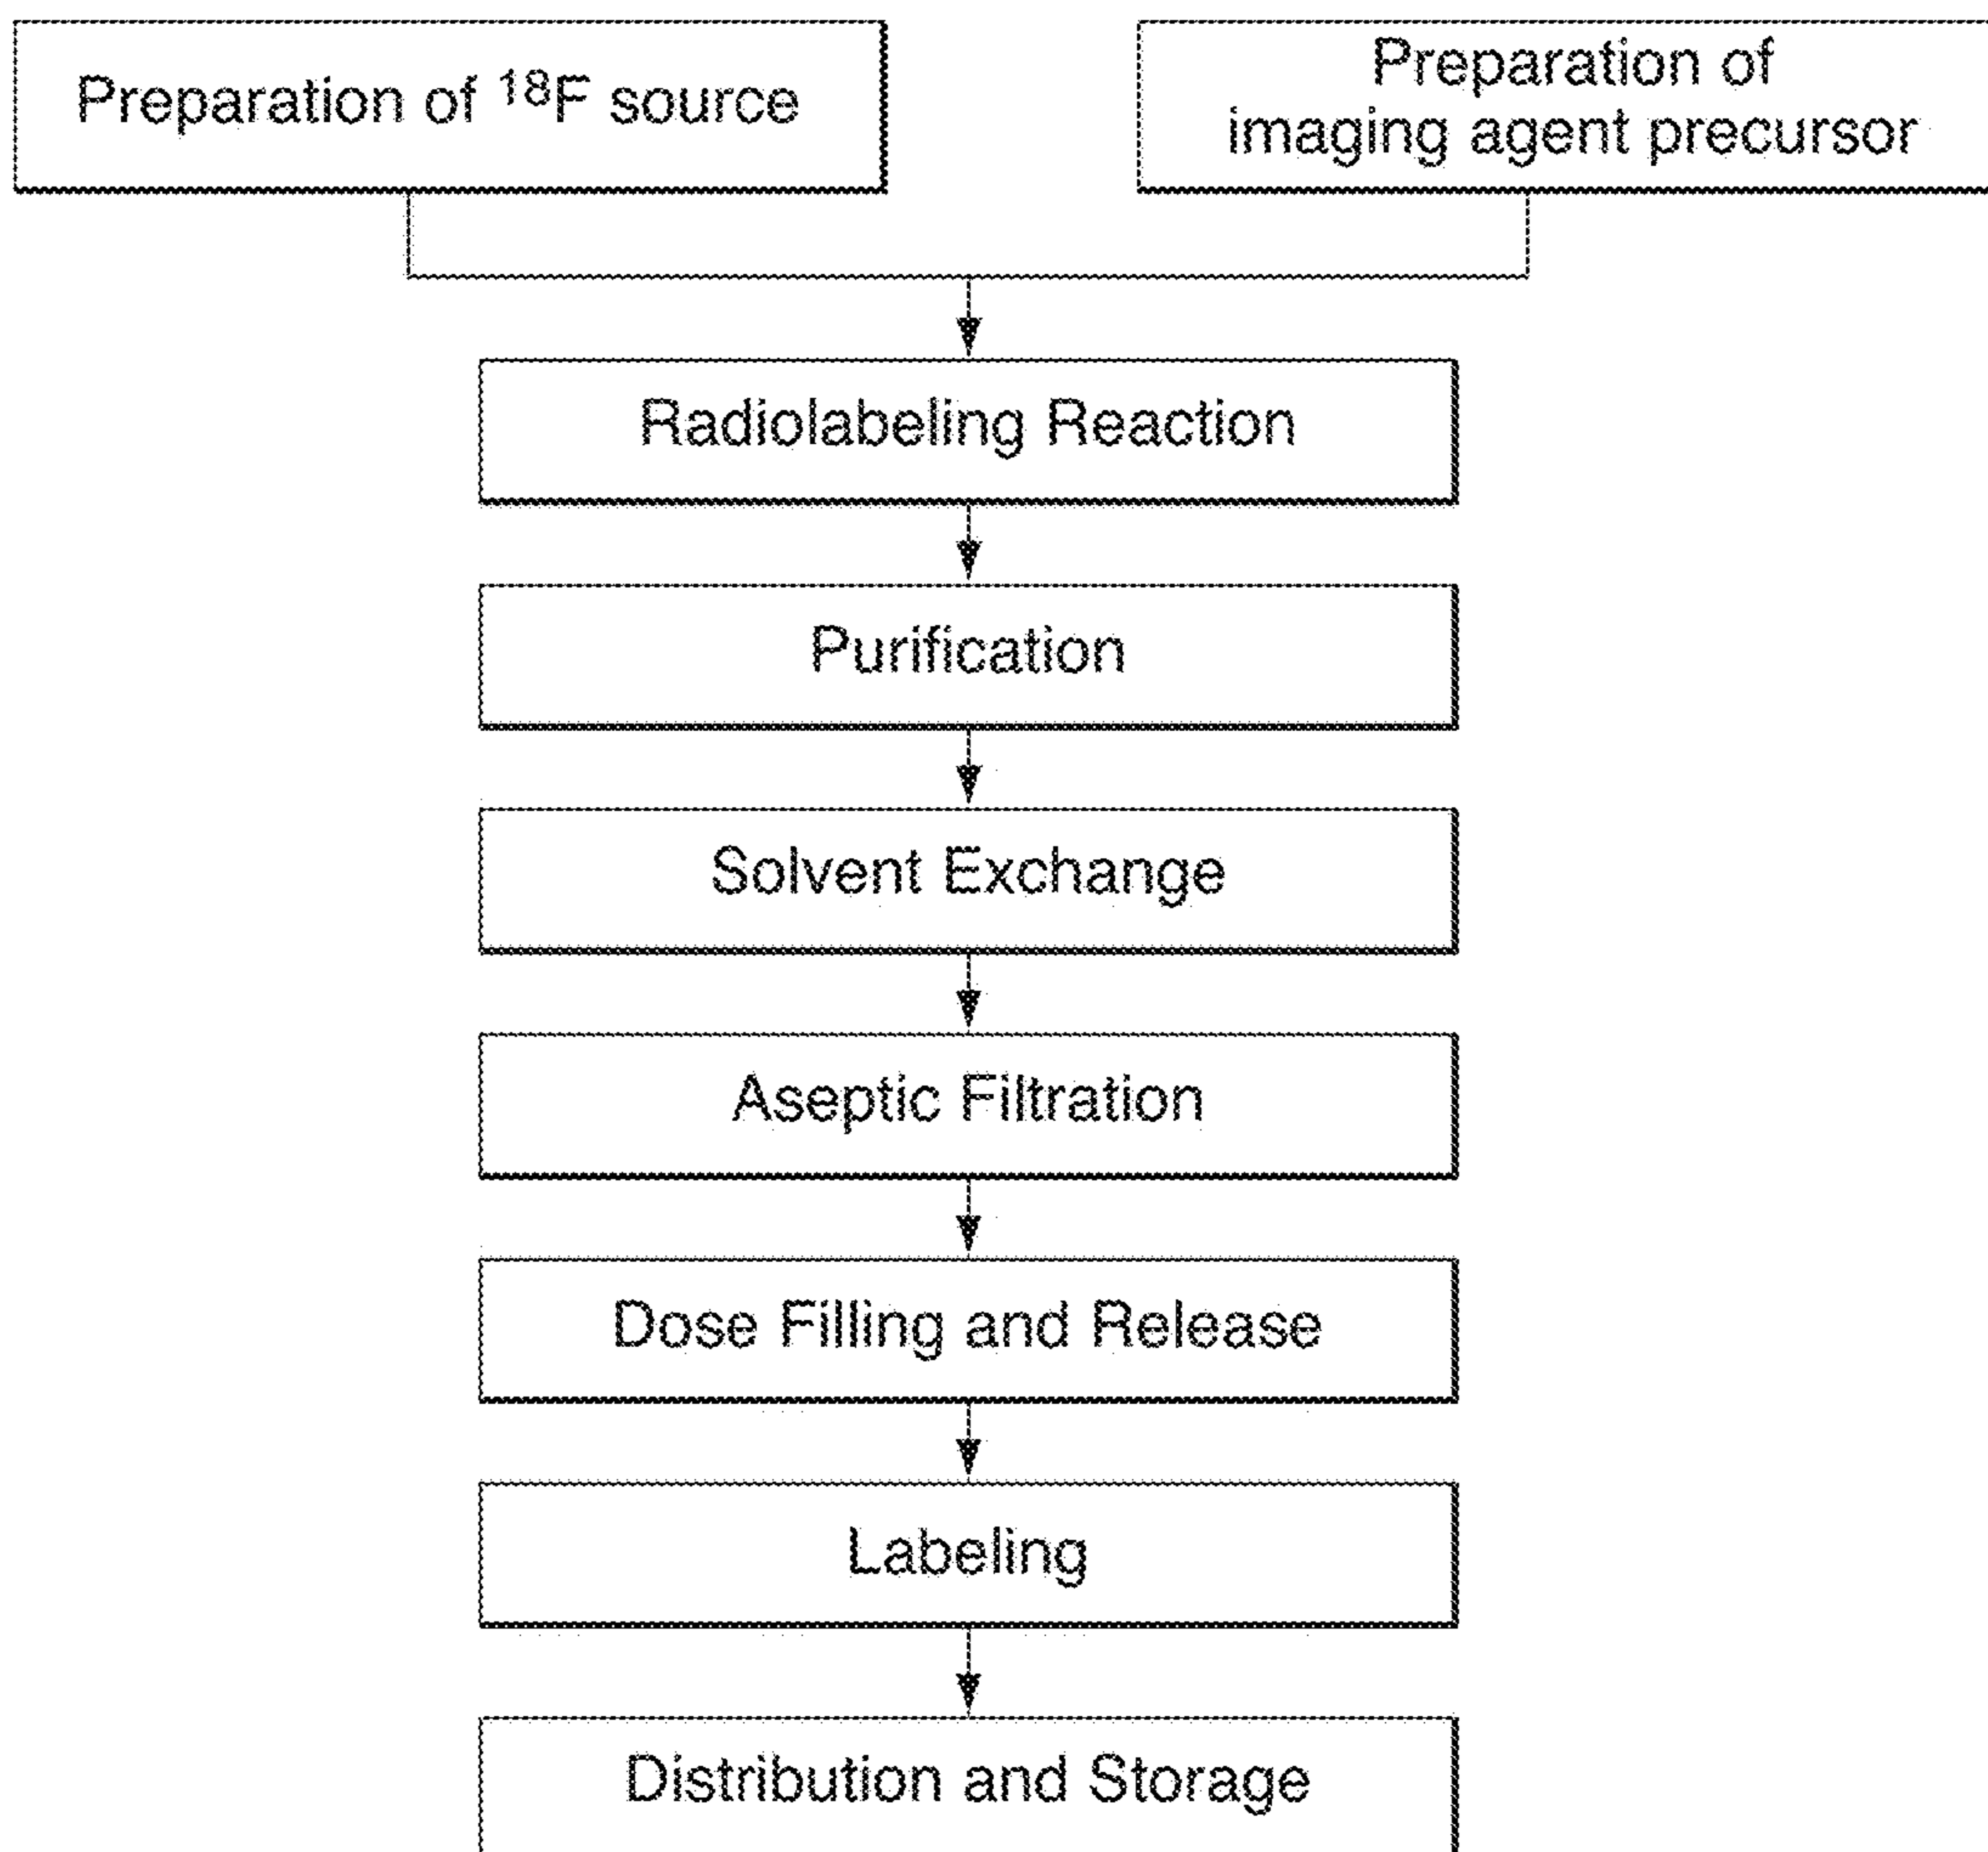 Preparation of ¹⁸F source
Preparation of
imaging agent precursor
Radiolabeling Reaction
Purification
Solvent Exchange
Aseptic Filtration
Dose Filling and Release
Labeling
Distribution and Storage